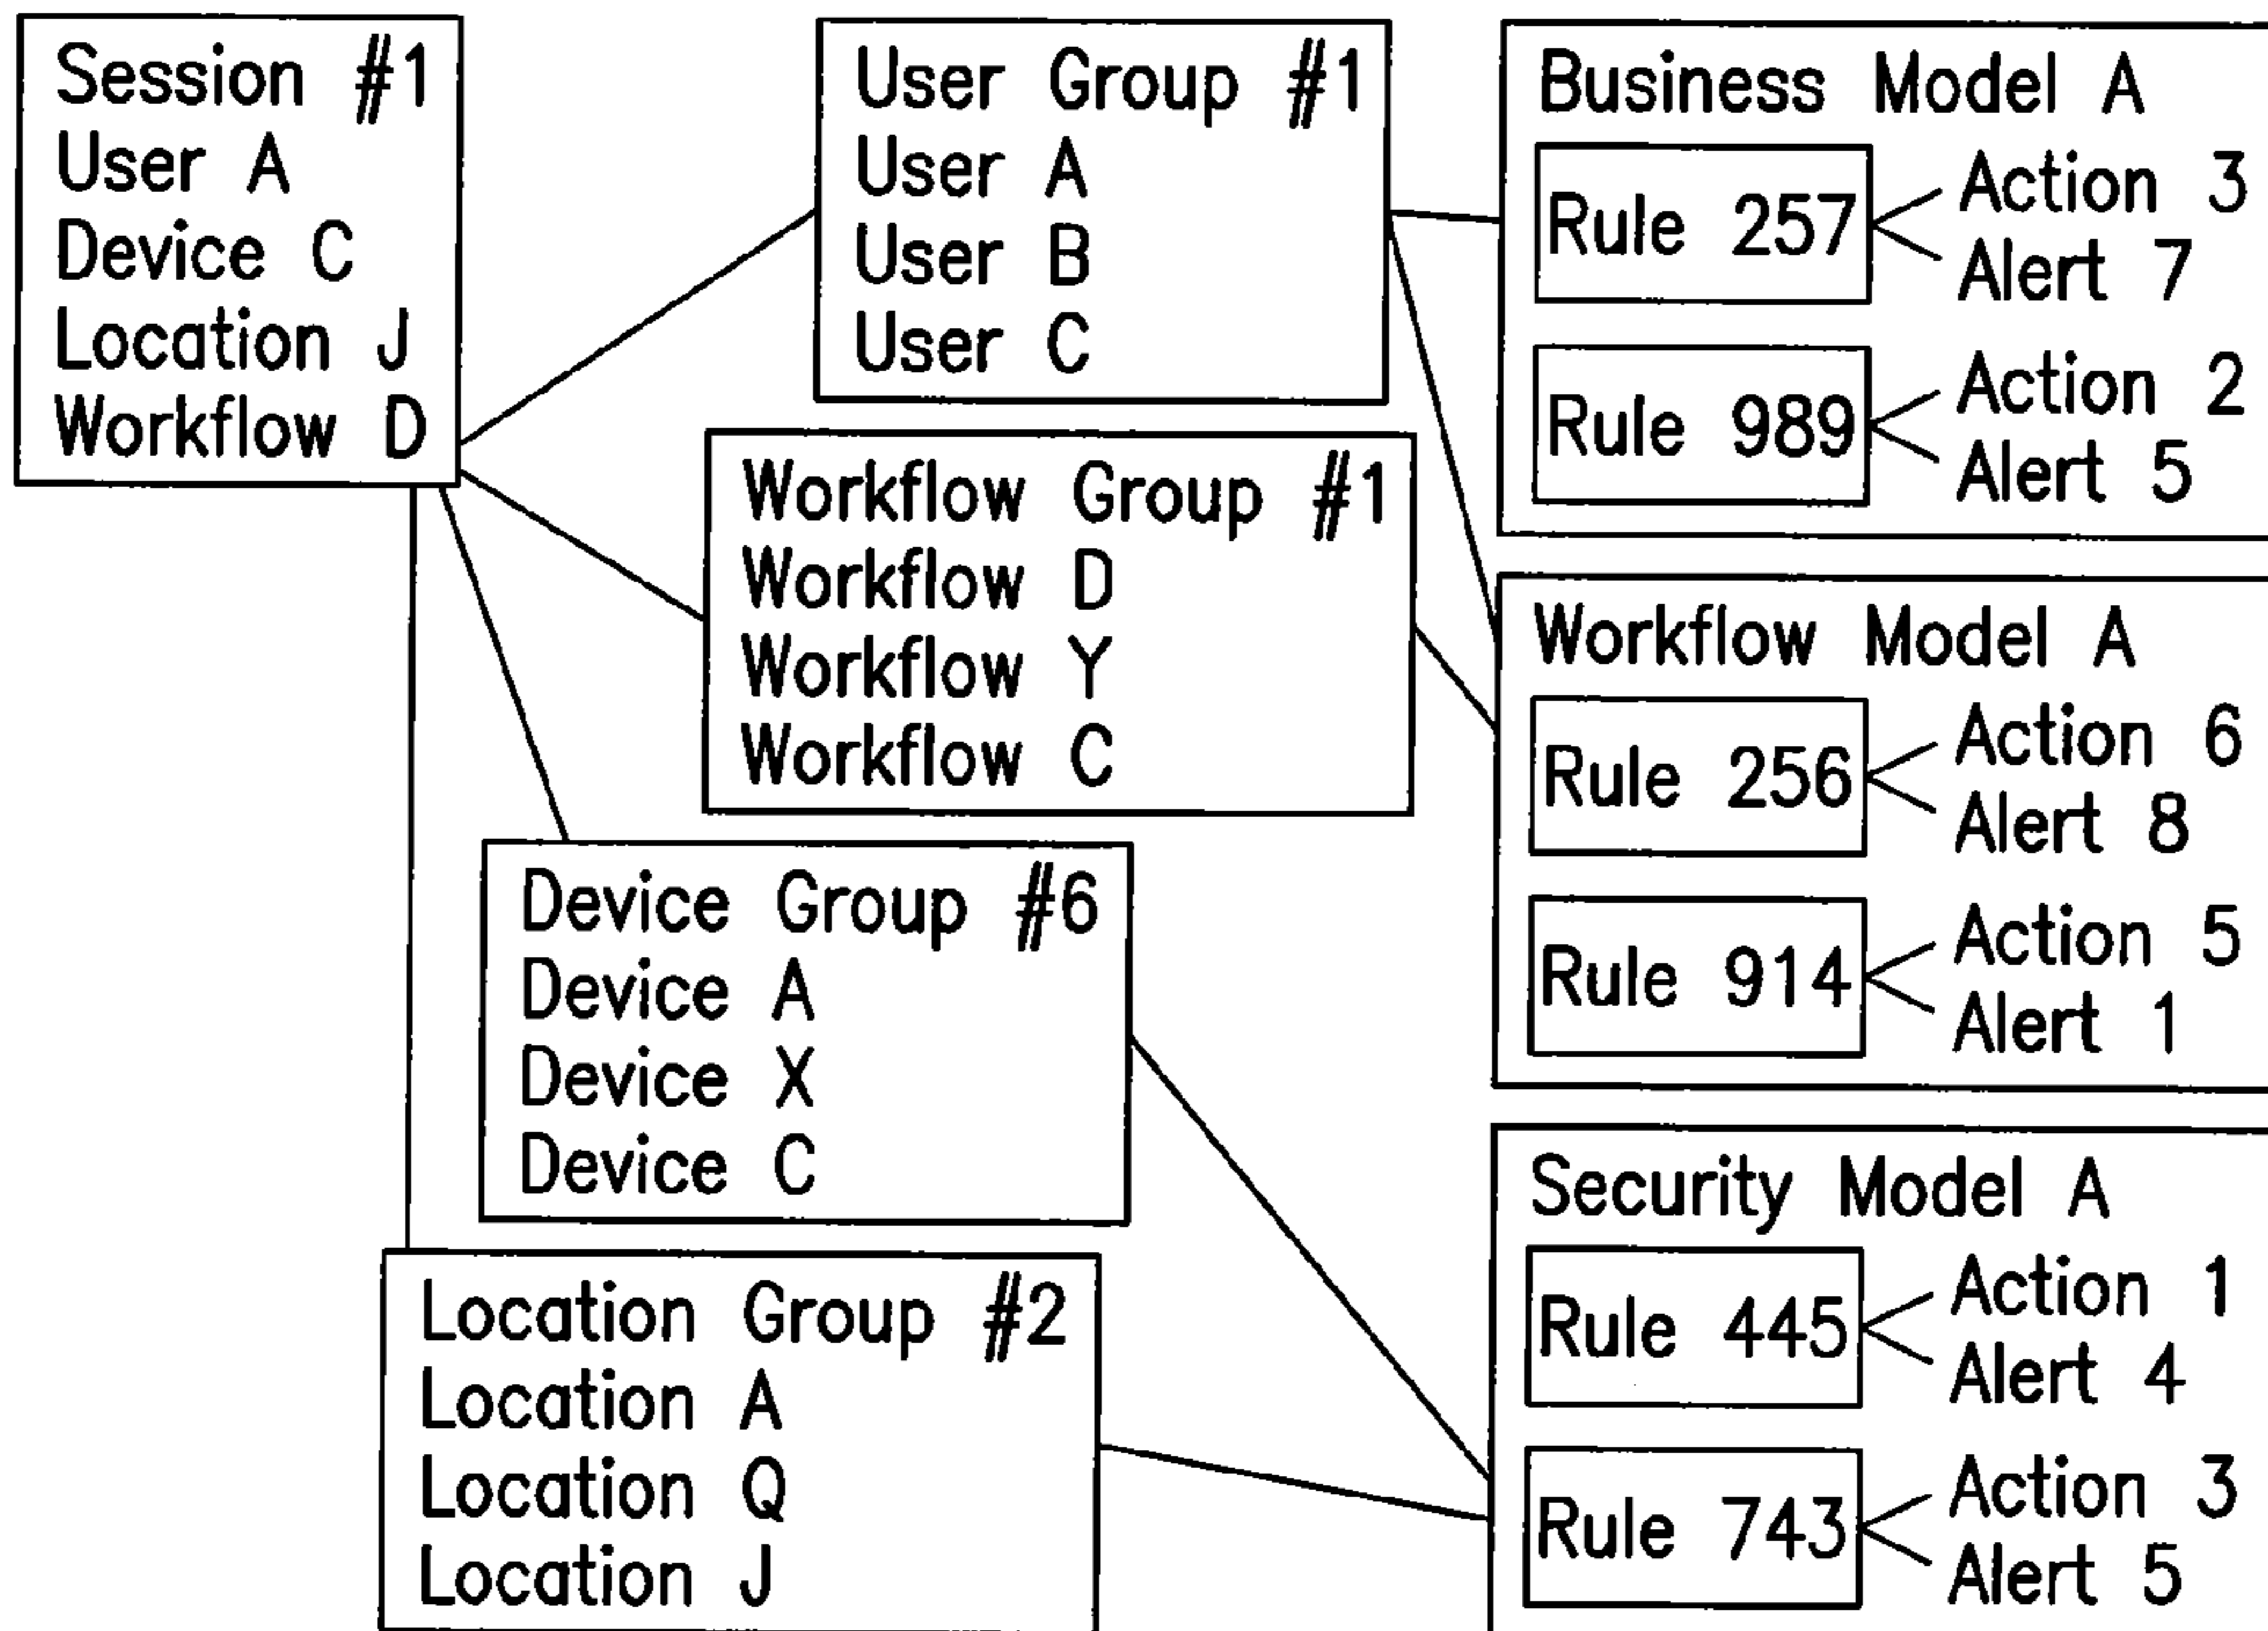 Session #1
User A
Device C
Location J
Workflow D
User Group #1
User A
User B
User C
Workflow Group #1
Workflow D
Workflow Y
Workflow C
Device Group #6
Device A
Device X
Device C
Location Group #2
Location A
Location Q
Location J
Business Model A
Rule 257
Action 3
Alert 7
Rule 989
Action 2
Alert 5
Workflow Model A
Rule 256
Action 6
Alert 8
Rule 914
Action 5
Alert 1
Security Model A
Rule 445
Action 1
Alert 4
Rule 743
Action 3
Alert 5